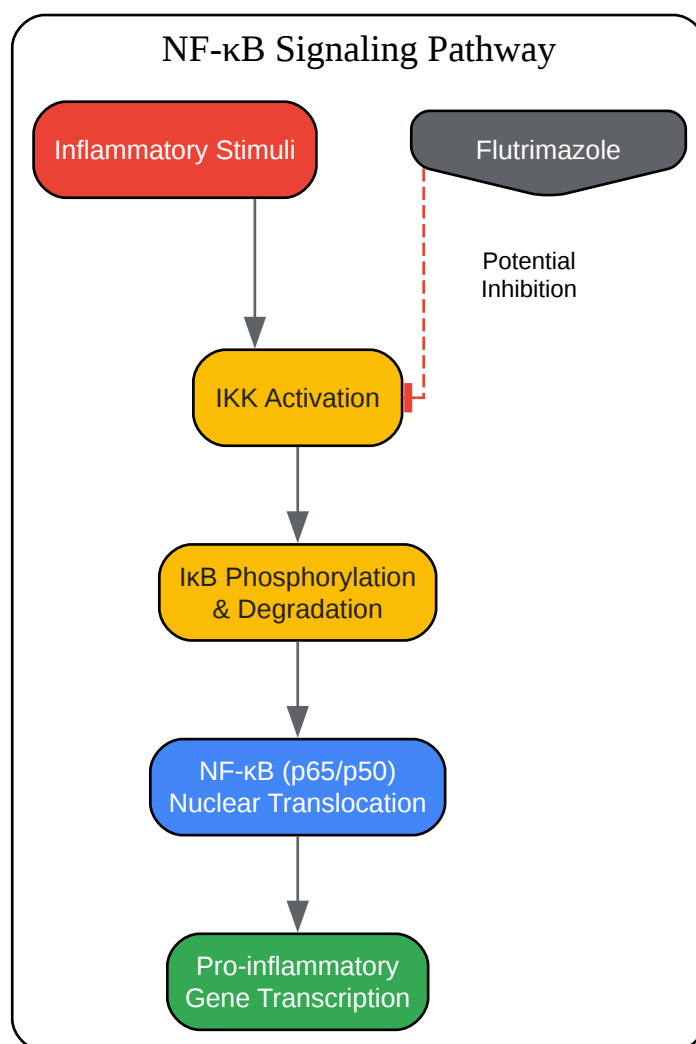 NF-κB Signaling Pathway
Inflammatory Stimuli
Flutrimazole
Potential
Inhibition
IKK Activation
IκB Phosphorylation
& Degradation
NF-κB (p65/p50)
Nuclear Translocation
Pro-inflammatory
Gene Transcription